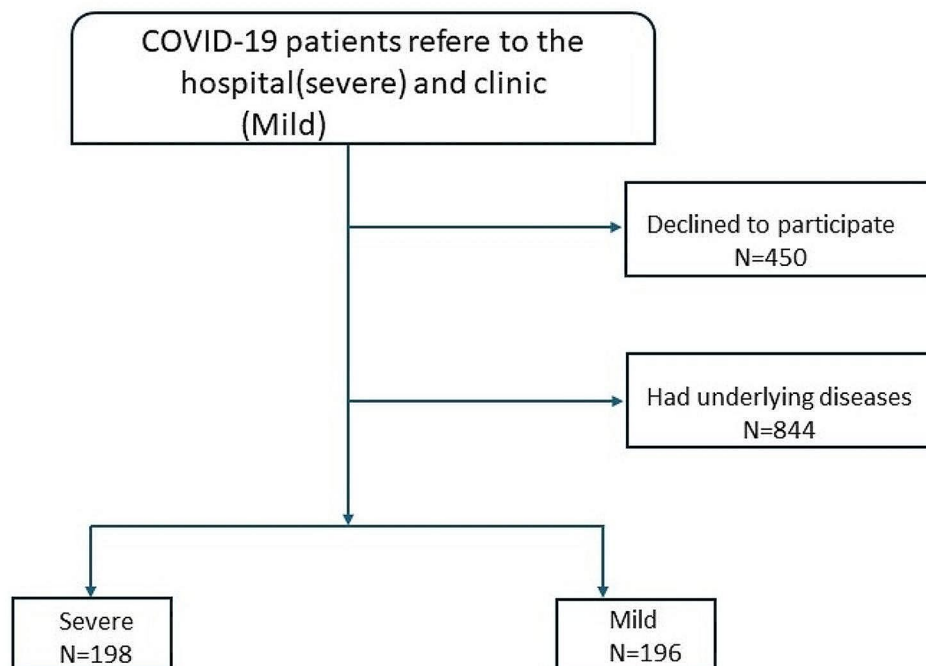 COVID-19 patients refere to the
hospital(severe) and clinic
(Mild)
Declined to participate
N=450
Had underlying diseases
N=844
Severe
N=198
Mild
N=196